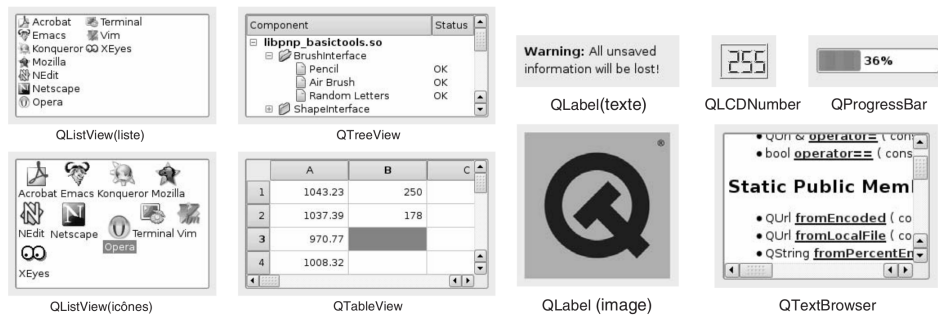 Acrobat Terminal
Emacs Vim
Konqueror XEyes
Mozilla
NEdit
Netscape
Opera
QListView(liste)
Component Status
libpnp_basictools.so
BrushInterface
Pencil OK
Air Brush OK
Random Letters OK
ShapeInterface
QTreeView
Warning: All unsaved
information will be lost!
QLabel(texte)
255
QLCDNumber
36%
QProgressBar
Acrobat Emacs Konqueror Mozilla
NEdit Netscape Opera Terminal Vim
XEyes
QListView(icônes)
A B C
1 1043.23 250
2 1037.39 178
3 970.77
4 1008.32
QTableView
®
QLabel (image)
• QUrl & operator= ( cons
• bool operator== ( cons
Static Public Meml
• QUrl fromEncoded ( co
• QUrl fromLocalFile ( co
• QString fromPercentEn
QTextBrowser